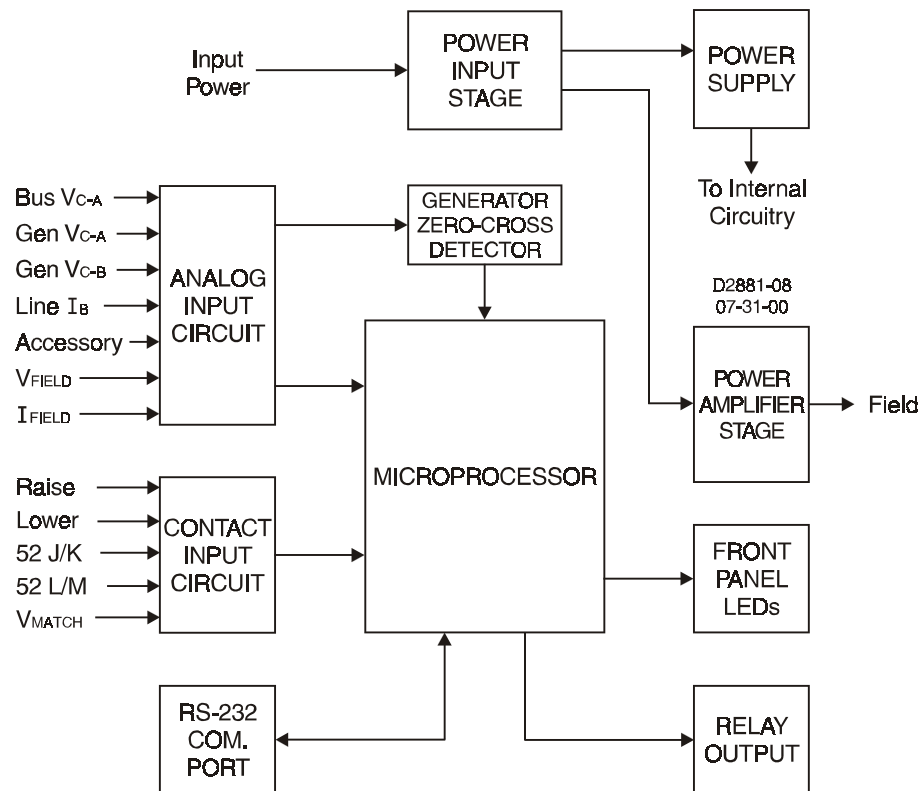 Input
Power
POWER
INPUT
STAGE
POWER
SUPPLY
To Internal
Circuitry
Bus VC-A
Gen VC-A
Gen VC-B
Line IB
Accessory
VFIELD
IFIELD
ANALOG
INPUT
CIRCUIT
GENERATOR
ZERO-CROSS
DETECTOR
D2881-08
07-31-00
POWER
AMPLIFIER
STAGE
Field
MICROPROCESSOR
Raise
Lower
52 J/K
52 L/M
VMATCH
CONTACT
INPUT
CIRCUIT
FRONT
PANEL
LEDs
RS-232
COM.
PORT
RELAY
OUTPUT